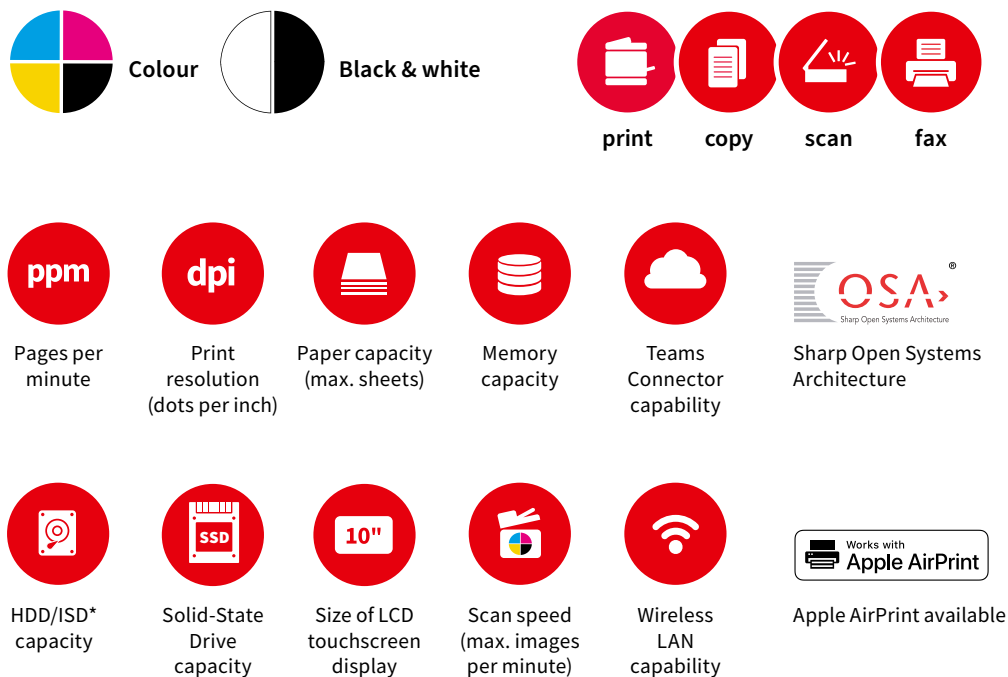 Colour
Black & white
print
copy
scan
fax
ppm
dpi
OSA
®
Sharp Open Systems Architecture
Pages per
minute
Print
resolution
(dots per inch)
Paper capacity
(max. sheets)
Memory
capacity
Teams
Connector
capability
Sharp Open Systems
Architecture
SSD
10"
Works with
Apple AirPrint
HDD/ISD*
capacity
Solid-State
Drive
capacity
Size of LCD
touchscreen
display
Scan speed
(max. images
per minute)
Wireless
LAN
capability
Apple AirPrint available